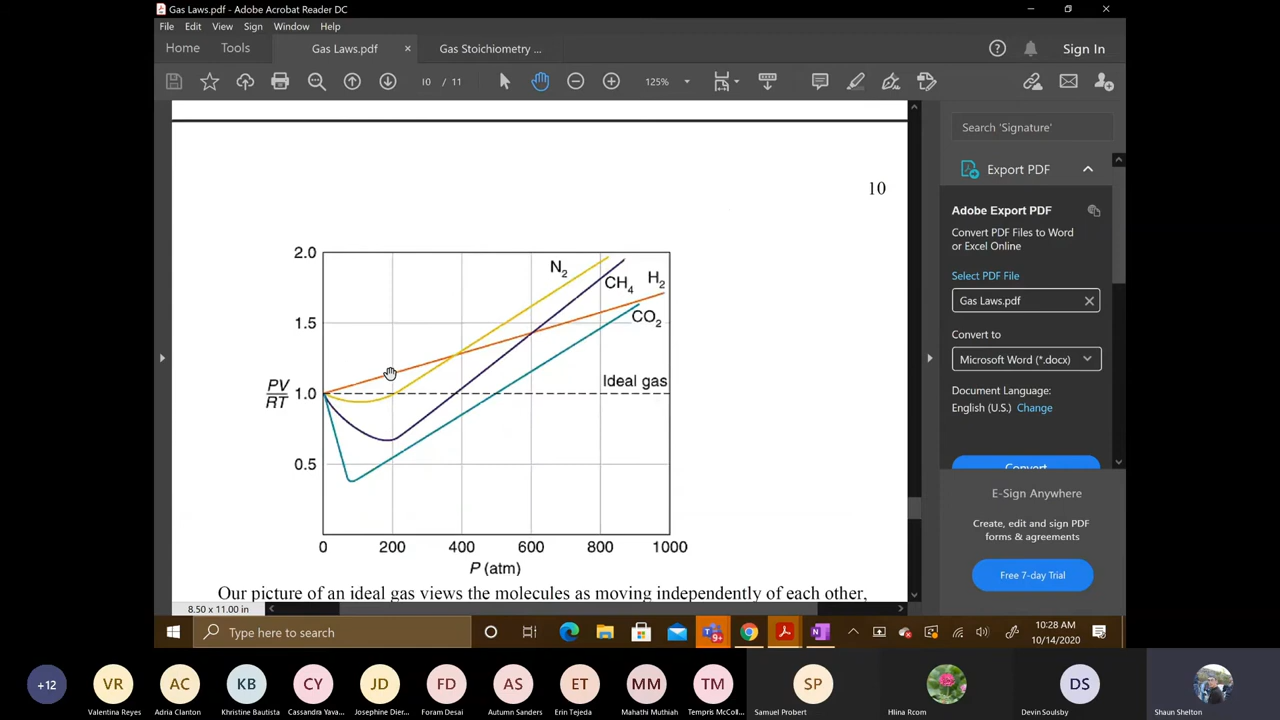 Gas Laws.pdf - Adobe Acrobat Reader DC
File Edit View Sign Window Help
Home Tools Gas Laws.pdf × Gas Stoichiometry ... Sign In
10 / 11 125%
Search 'Signature'
Export PDF
10
Adobe Export PDF
Convert PDF Files to Word
or Excel Online
Select PDF File
Gas Laws.pdf
Convert to
Microsoft Word (*.docx)
Document Language:
English (U.S.) Change
Convert
E-Sign Anywhere
Create, edit and sign PDF
forms & agreements
Free 7-day Trial
2.0
N2
CH4
H2
1.5
CO2
Ideal gas
PV
RT
1.0
0.5
0 200 400 600 800 1000
P (atm)
Our picture of an ideal gas views the molecules as moving independently of each other,
8.50 x 11.00 in
Type here to search
9+
10:28 AM
10/14/2020
+12 VR AC KB CY JD FD AS ET MM TM SP DS
Valentina Reyes Adria Clanton Khristine Bautista Cassandra Yava... Josephine Dier... Foram Desai Autumn Sanders Erin Tejeda Mahathi Muthiah Tempris McColl... Samuel Probert Hlina Rcom Devin Soulsby Shaun Shelton